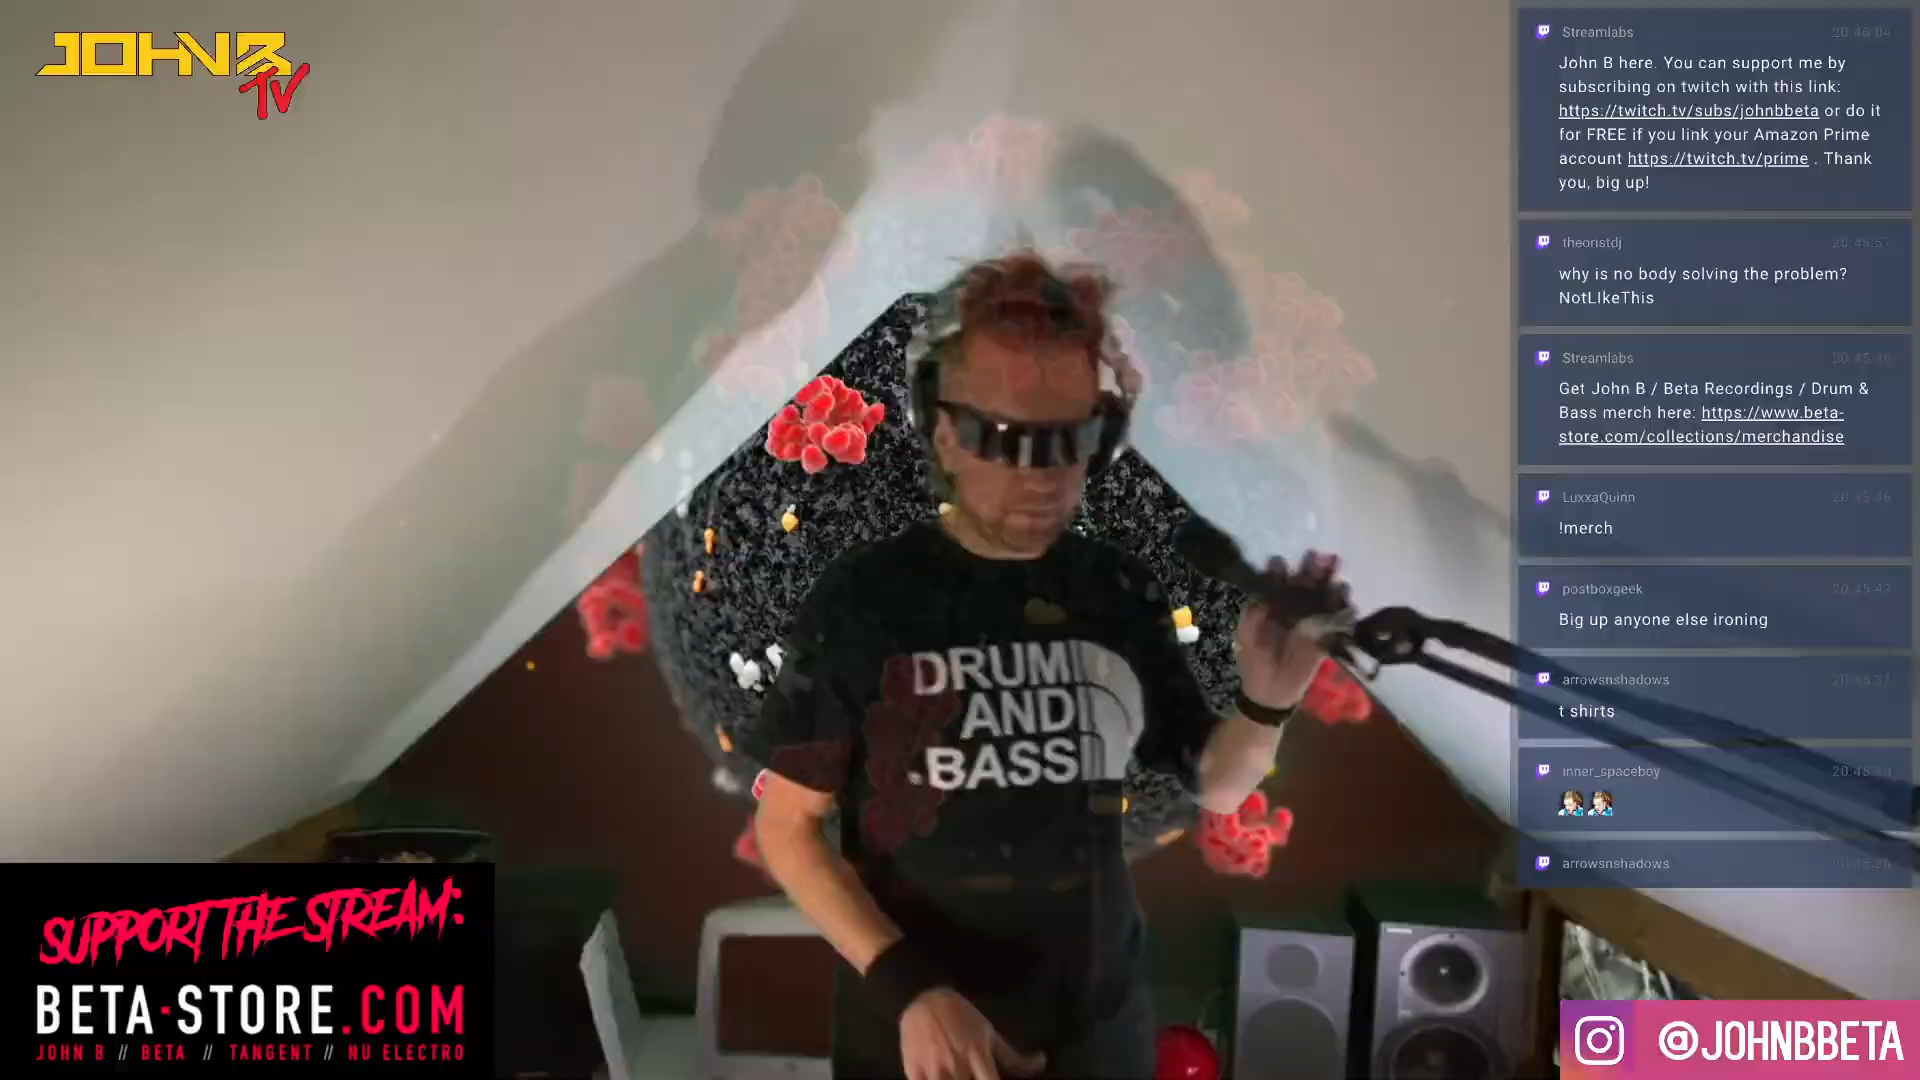 JOHN B
TV
Streamlabs
John B here. You can support me by
subscribing on twitch with this link:
https://twitch.tv/subs/johnbbeta or do it
for FREE if you link your Amazon Prime
account https://twitch.tv/prime . Thank
you, big up!
theoristdj
why is no body solving the problem?
NotLIkeThis
Streamlabs
Get John B / Beta Recordings / Drum &
Bass merch here: https://www.beta-
store.com/collections/merchandise
LuxxaQuinn
!merch
postboxgeek
Big up anyone else ironing
arrowsnshadows
t shirts
inner_spaceboy
arrowsnshadows
DRUM
AND
BASS
SUPPORT THE STREAM:
BETA·STORE.COM
JOHN B // BETA // TANGENT // NU ELECTRO
@JOHNBBETA